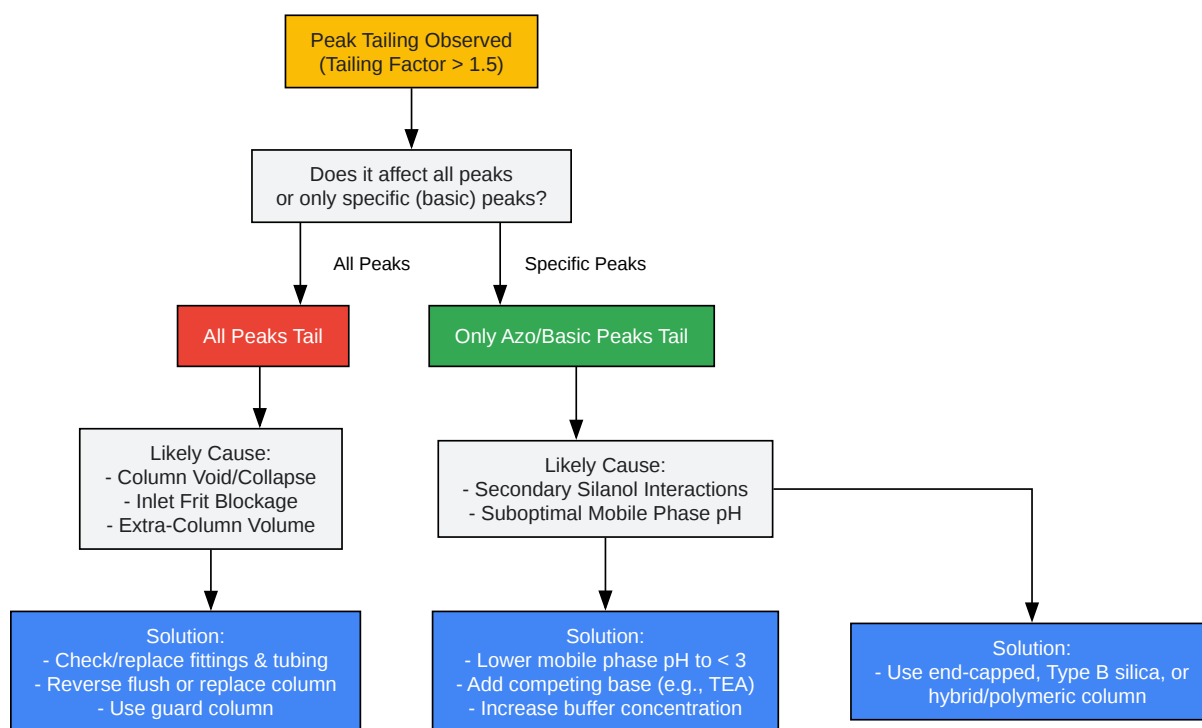 Peak Tailing Observed
(Tailing Factor > 1.5)
Does it affect all peaks
or only specific (basic) peaks?
All Peaks
Specific Peaks
All Peaks Tail
Only Azo/Basic Peaks Tail
Likely Cause:
- Column Void/Collapse
- Inlet Frit Blockage
- Extra-Column Volume
Likely Cause:
- Secondary Silanol Interactions
- Suboptimal Mobile Phase pH
Solution:
- Check/replace fittings & tubing
- Reverse flush or replace column
- Use guard column
Solution:
- Lower mobile phase pH to < 3
- Add competing base (e.g., TEA)
- Increase buffer concentration
Solution:
- Use end-capped, Type B silica, or
hybrid/polymeric column